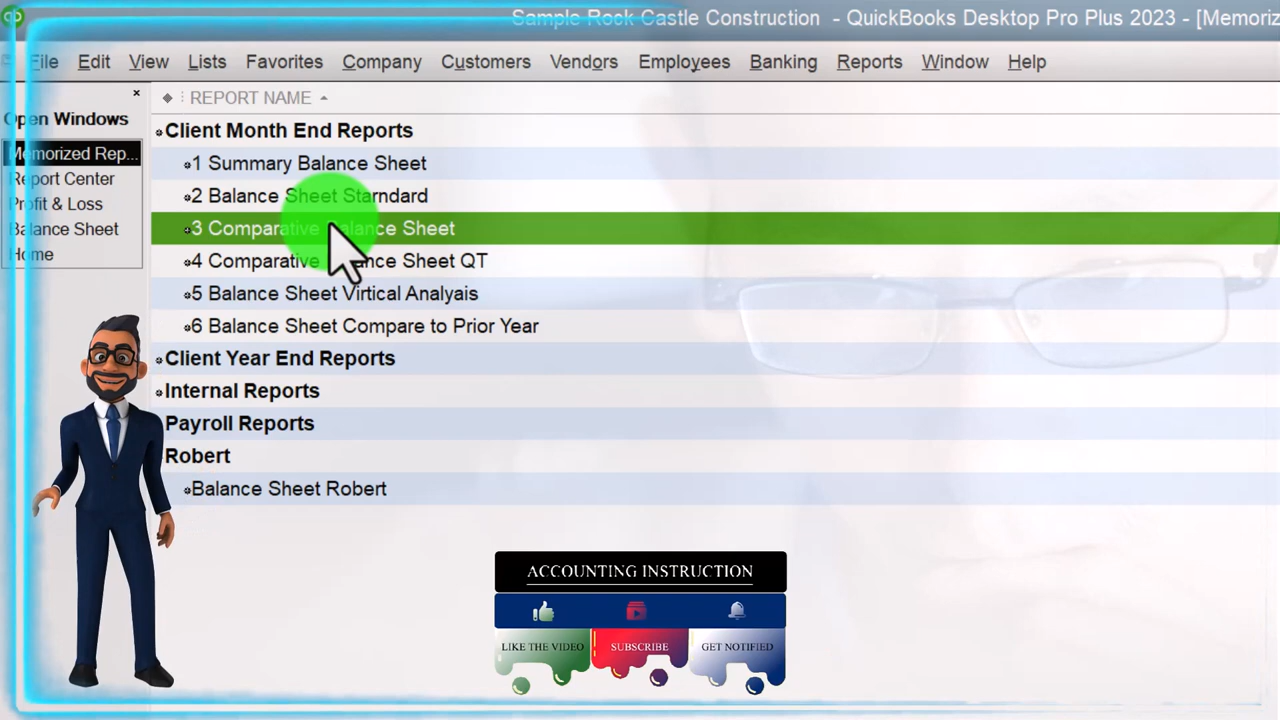 Sample Rock Castle Construction - QuickBooks Desktop Pro Plus 2023 - [Memoriz
File Edit View Lists Favorites Company Customers Vendors Employees Banking Reports Window Help
REPORT NAME
Open Windows
Memorized Rep...
Report Center
Profit & Loss
Balance Sheet
Home
Client Month End Reports
1 Summary Balance Sheet
2 Balance Sheet Starndard
3 Comparative Balance Sheet
4 Comparative Balance Sheet QT
5 Balance Sheet Virtical Analyais
6 Balance Sheet Compare to Prior Year
Client Year End Reports
Internal Reports
Payroll Reports
Robert
Balance Sheet Robert
ACCOUNTING INSTRUCTION
LIKE THE VIDEO
SUBSCRIBE
GET NOTIFIED